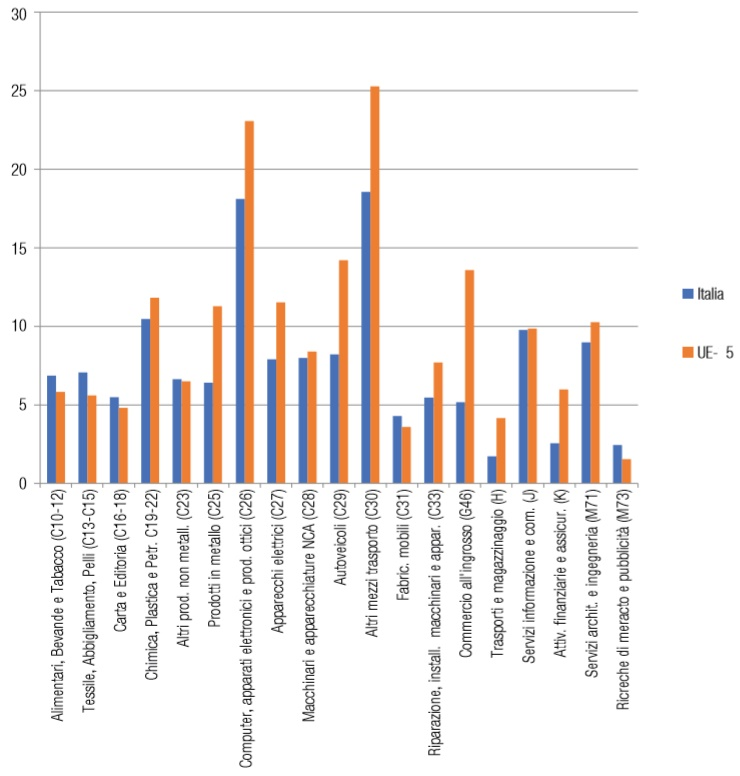 30
25
20
15
10
5
0
Alimentari, Bevande e Tabacco (C10-12)
Tessile, Abbigliamento, Pelli (C13-C15)
Carta e Editoria (C16-18)
Chimica, Plastica e Petr. C19-22)
Altri prod. non metall. (C23)
Prodotti in metallo (C25)
Computer, apparati elettronici e prod. ottici (C26)
Apparecchi elettrici (C27)
Macchinari e apparecchiature NCA (C28)
Autoveicoli (C29)
Altri mezzi trasporto (C30)
Fabric. mobili (C31)
Riparazione, install. macchinari e appar. (C33)
Commercio all'ingrosso (G46)
Trasporti e magazzinaggio (H)
Servizi informazione e com. (J)
Attiv. finanziarie e assicur. (K)
Servizi archit. e ingegneria (M71)
Ricreche di meracto e pubblicità (M73)
Italia
UE- 5